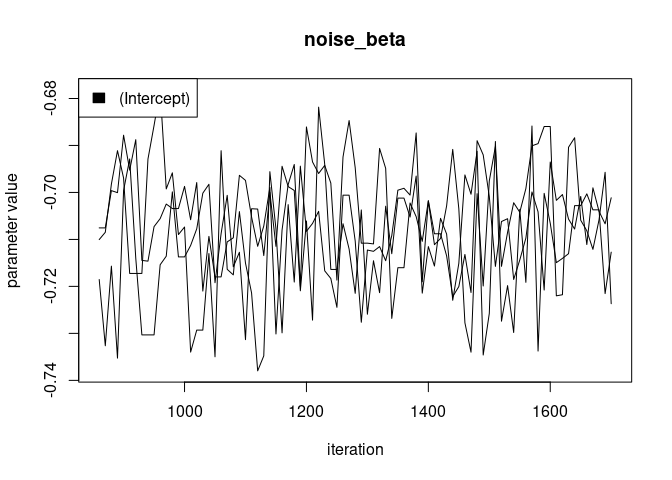 noise_beta
(Intercept)
parameter value
-0.68
-0.70
-0.72
-0.74
1000 1200 1400 1600
iteration